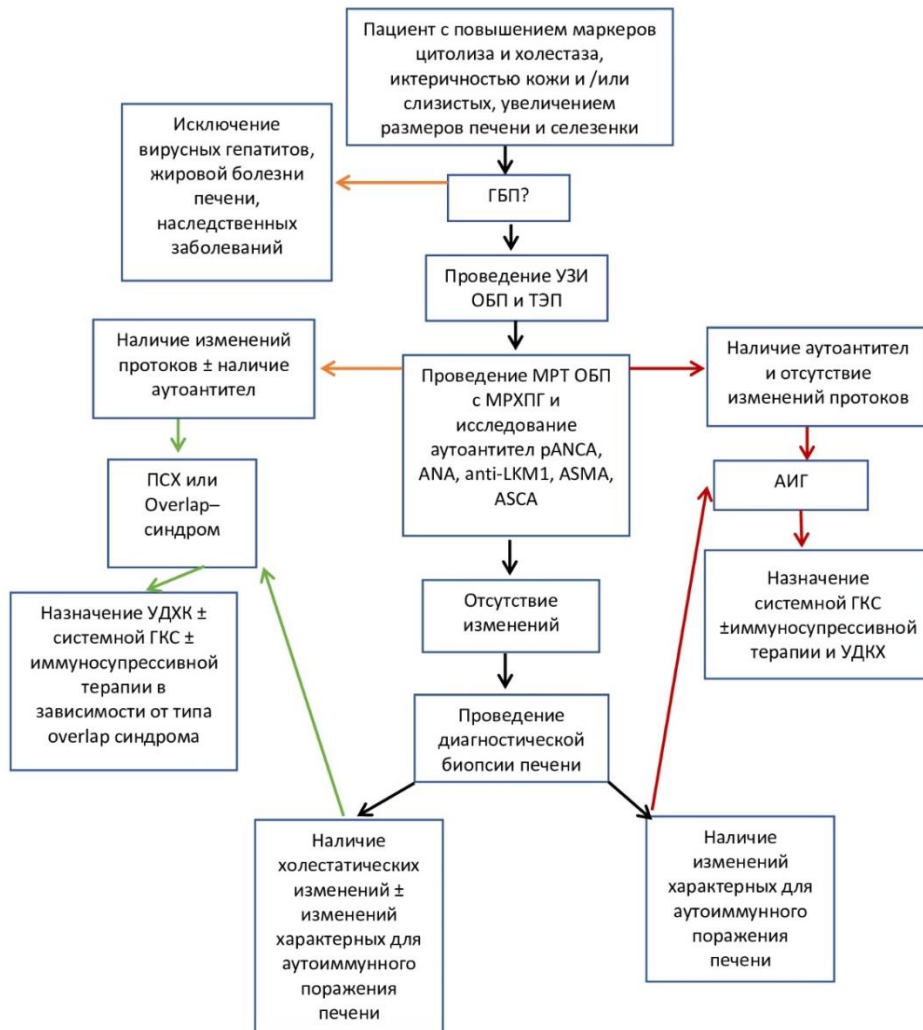 Пациент с повышением маркеров
цитолиза и холестаза,
иктеричностью кожи и /или
слизистых, увеличением
размеров печени и селезенки
Исключение
вирусных гепатитов,
жировой болезни
печени,
наследственных
заболеваний
ГБП?
Проведение УЗИ
ОБП и ТЭП
Наличие изменений
протоков ± наличие
аутоантител
Проведение МРТ ОБП
с МРХПГ и
исследование
аутоантител pANCA,
ANA, anti-LKM1, ASMA,
ASCA
Наличие аутоантител
и отсутствие
изменений протоков
ПСХ или
Overlap–
синдром
АИГ
Назначение УДХК ±
системной ГКС ±
иммуносупрессивной
терапии в
зависимости от типа
overlap синдрома
Отсутствие
изменений
Назначение
системной ГКС
±иммуносупрессивной
терапии и УДКХ
Проведение
диагностической
биопсии печени
Наличие
холестатических
изменений ±
изменений
характерных для
аутоиммунного
поражения
печени
Наличие
изменений
характерных для
аутоиммунного
поражения
печени